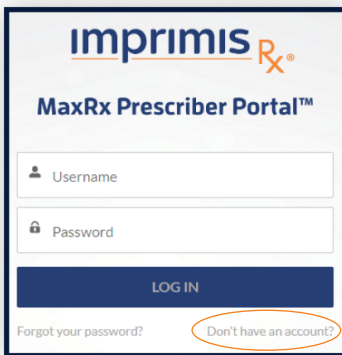 imprimis Rx®
MaxRx Prescriber Portal™
Username
Password
LOG IN
Forgot your password? Don't have an account?